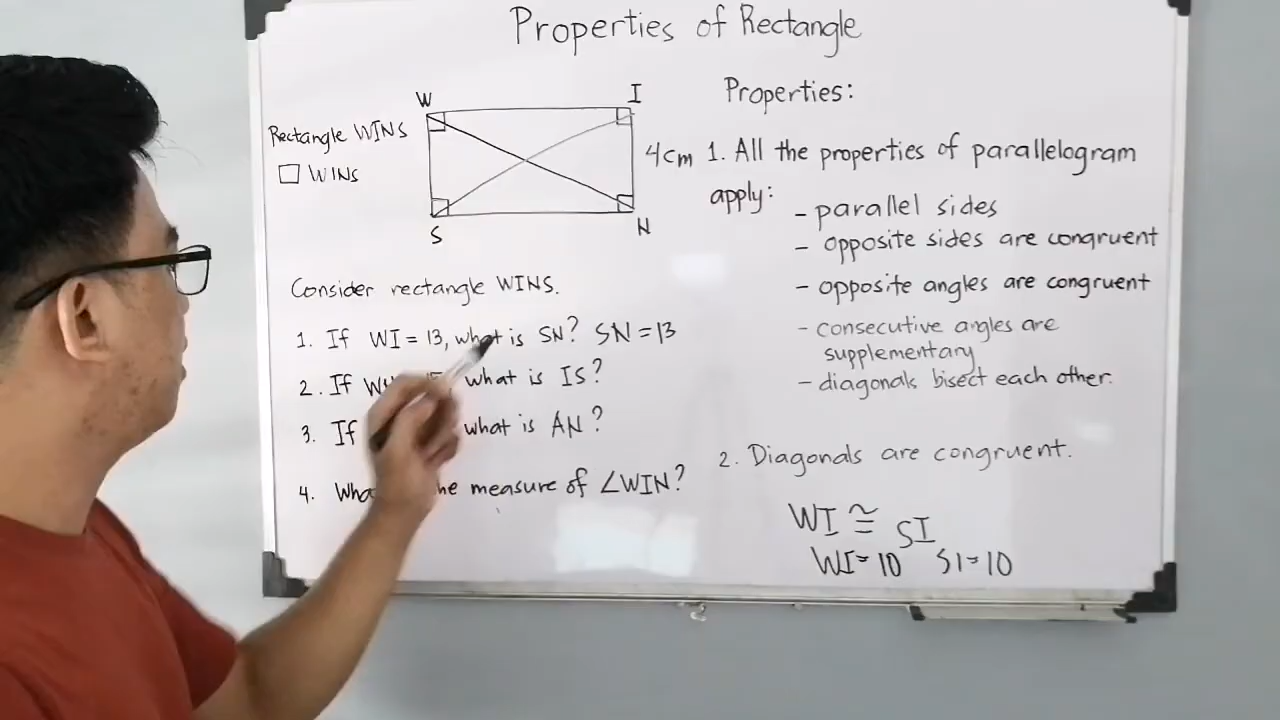 Properties of Rectangle
Rectangle WINS
□ WINS
W
I
S
N
4cm
Consider rectangle WINS.
1. If WI = 13, what is SN? SN = 13
2. If what is IS?
3. If what is AN?
4. measure of ∠WIN?
Properties:
1. All the properties of parallelogram
apply:
- parallel sides
- opposite sides are congruent
- opposite angles are congruent
- consecutive angles are
supplementary
- diagonals bisect each other.
2. Diagonals are congruent.
WI ≅ SI
WI = 10 SI = 10